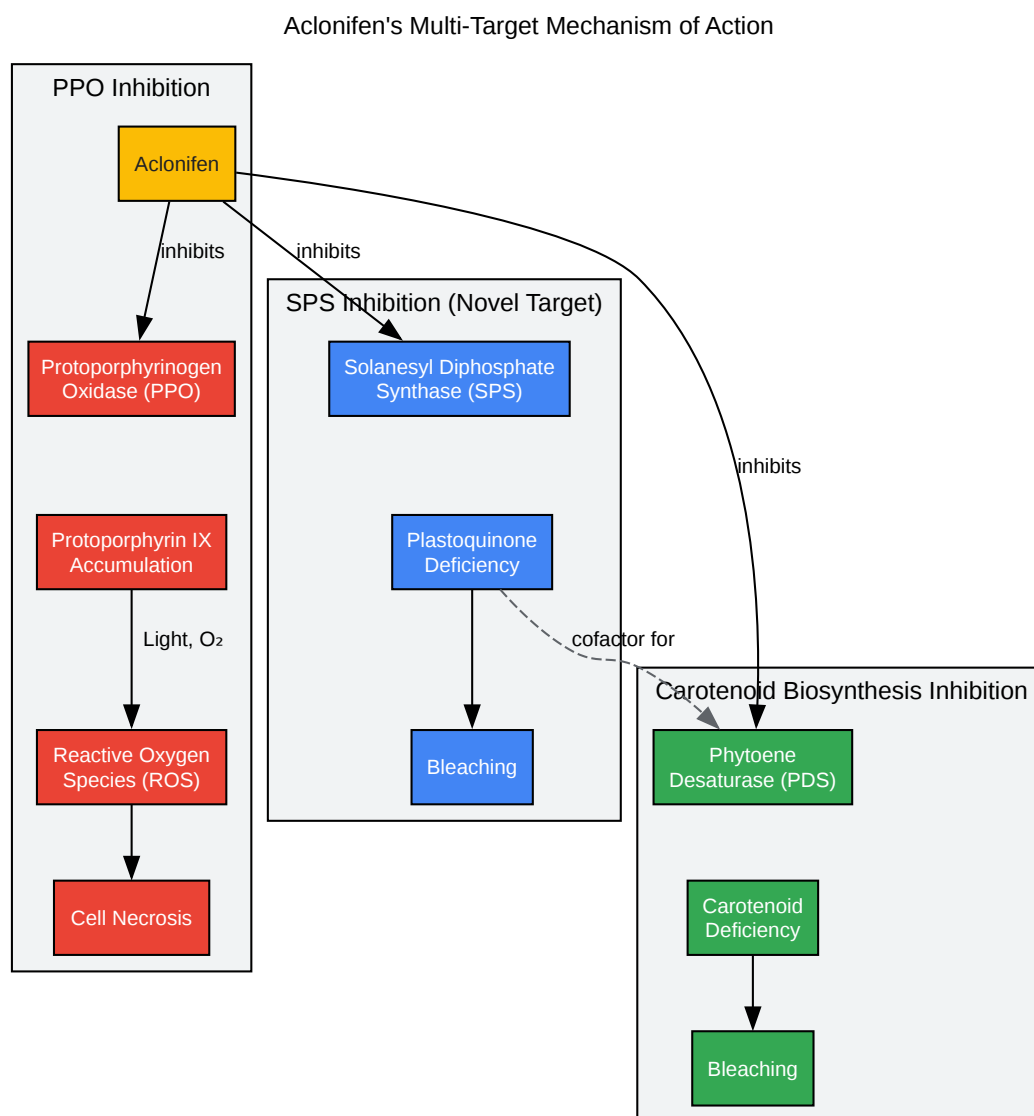 Aclonifen's Multi-Target Mechanism of Action
PPO Inhibition
Aclonifen
inhibits
inhibits
SPS Inhibition (Novel Target)
Protoporphyrinogen
Oxidase (PPO)
Solanesyl Diphosphate
Synthase (SPS)
inhibits
Protoporphyrin IX
Accumulation
Plastoquinone
Deficiency
Light, O₂
cofactor for
Carotenoid Biosynthesis Inhibition
Reactive Oxygen
Species (ROS)
Bleaching
Phytoene
Desaturase (PDS)
Cell Necrosis
Carotenoid
Deficiency
Bleaching